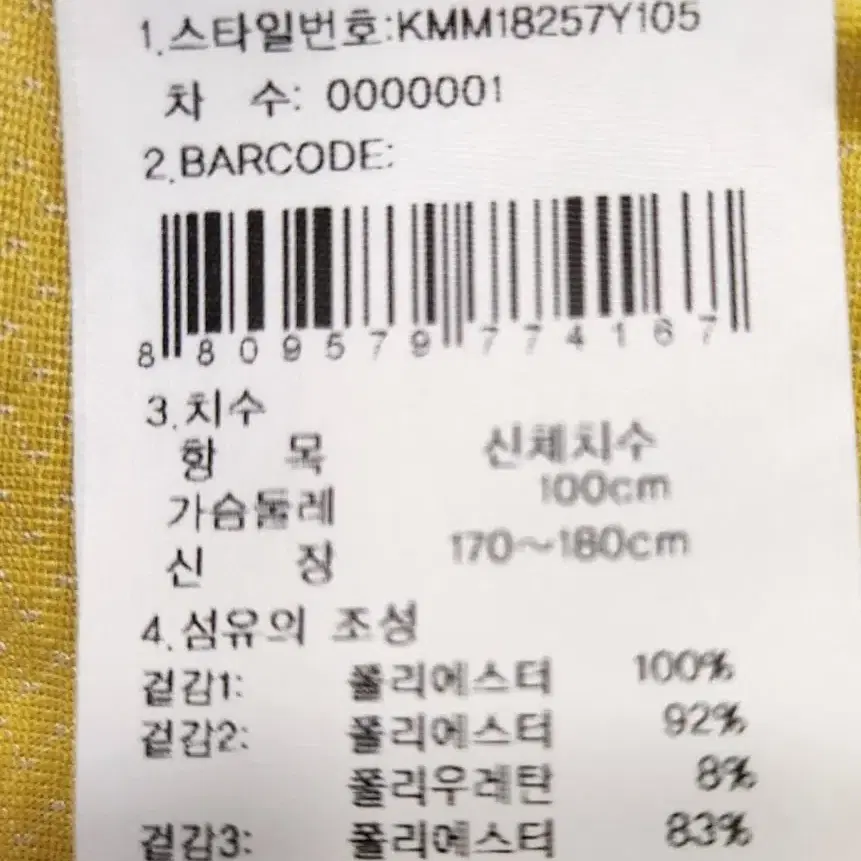 1.스타일번호:KMM18257Y105
차 수: 0000001
2.BARCODE:
8 809579 774167
3.치수
항 목 신체치수
가슴둘레 100cm
신 장 170~180cm
4.섬유의 조성
겉감1: 폴리에스터 100%
겉감2: 폴리에스터 92%
폴리우레탄 8%
겉감3: 폴리에스터 83%